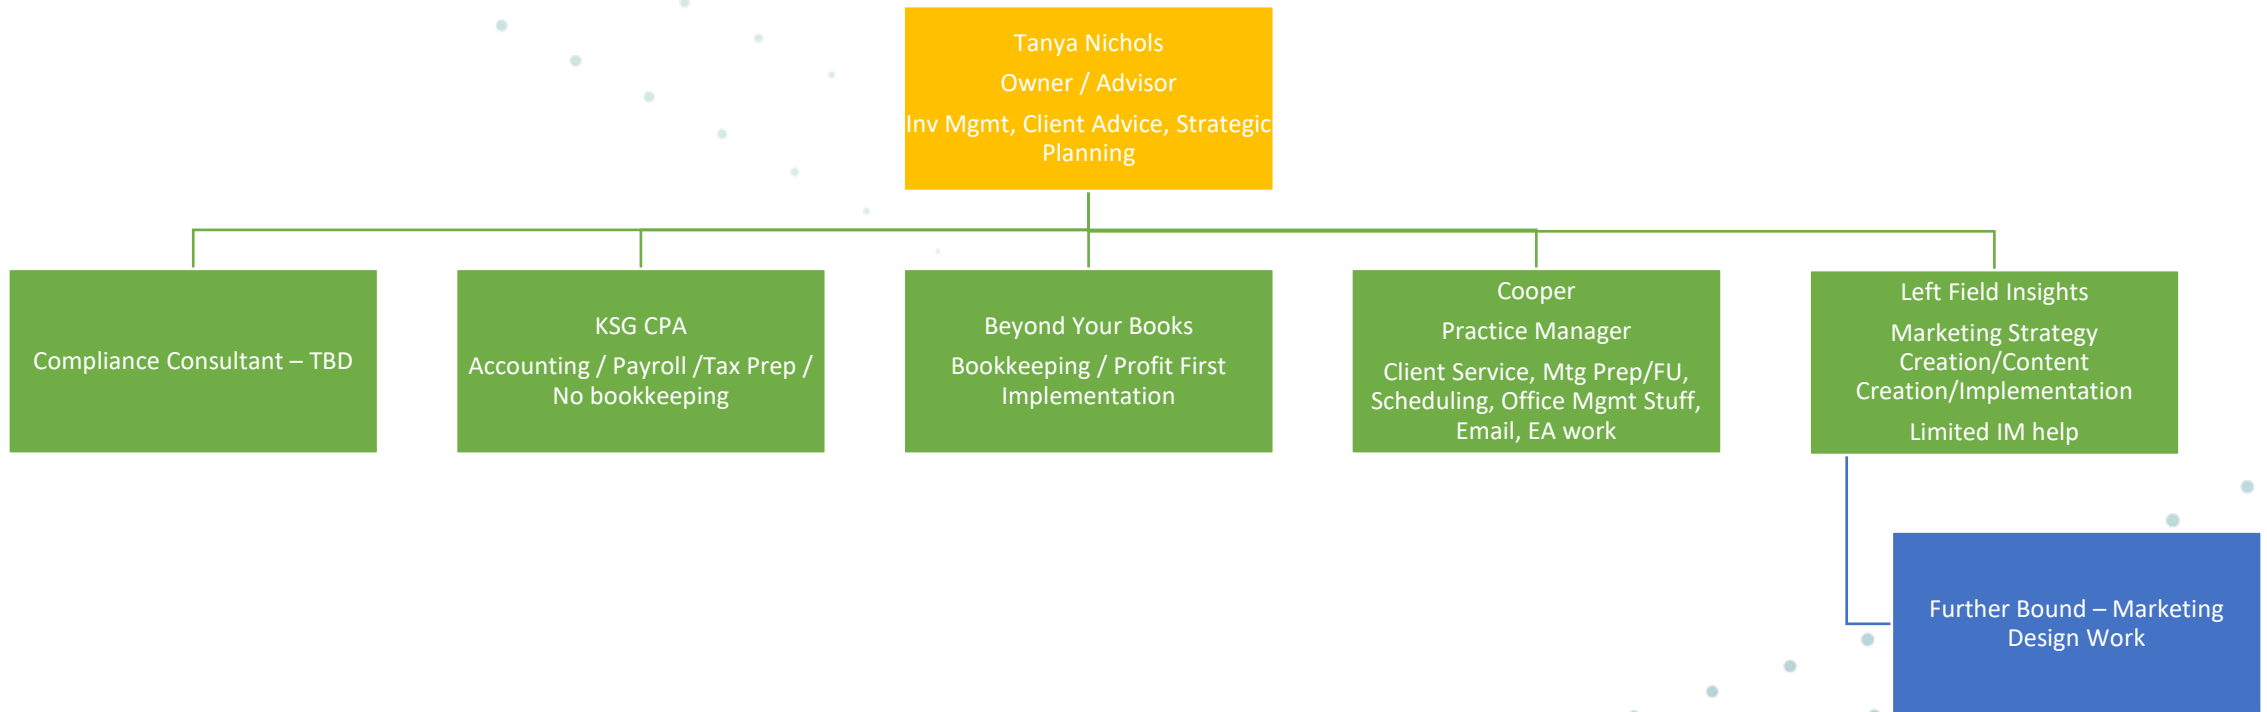 Tanya Nichols
Owner / Advisor
Inv Mgmt, Client Advice, Strategic
Planning
Compliance Consultant – TBD
KSG CPA
Accounting / Payroll /Tax Prep /
No bookkeeping
Beyond Your Books
Bookkeeping / Profit First
Implementation
Cooper
Practice Manager
Client Service, Mtg Prep/FU,
Scheduling, Office Mgmt Stuff,
Email, EA work
Left Field Insights
Marketing Strategy
Creation/Content
Creation/Implementation
Limited IM help
Further Bound – Marketing
Design Work